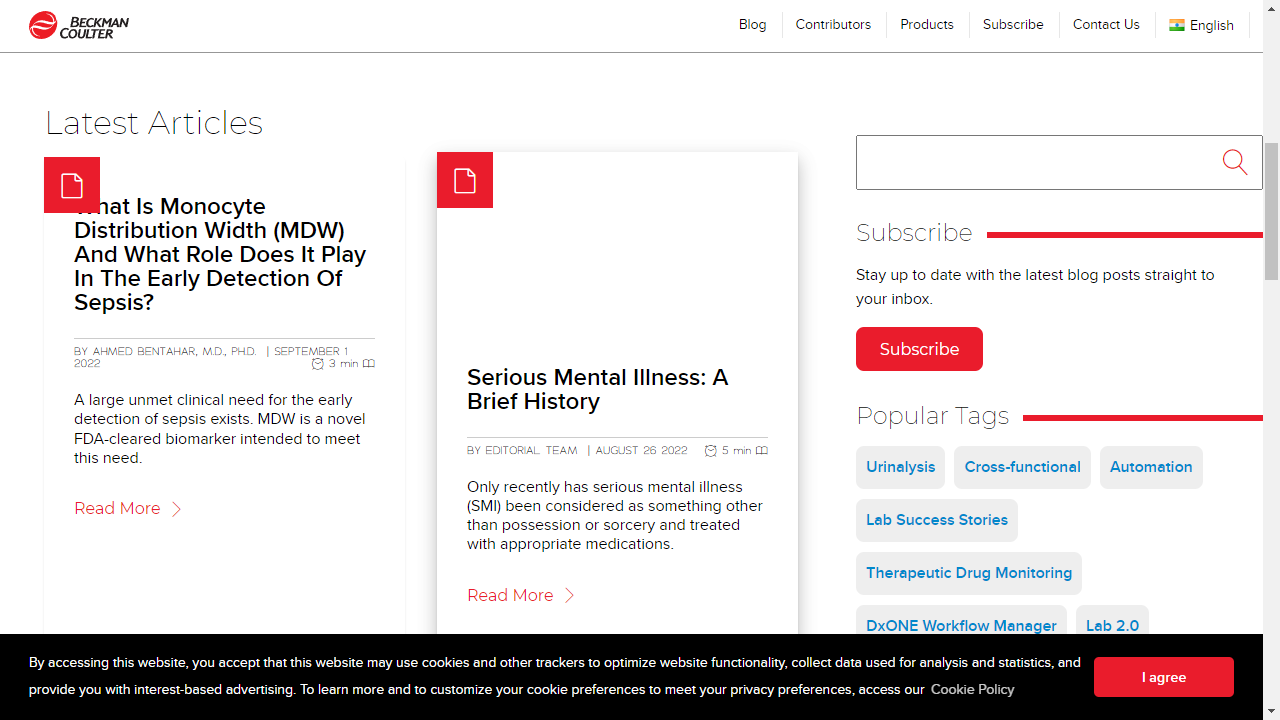 BECKMAN
COULTER
Blog
Contributors
Products
Subscribe
Contact Us
English
Latest Articles
What Is Monocyte
Distribution Width (MDW)
And What Role Does It Play
In The Early Detection Of
Sepsis?
BY AHMED BENTAHAR, M.D., PH.D. | SEPTEMBER 1
2022
3 min
A large unmet clinical need for the early
detection of sepsis exists. MDW is a novel
FDA-cleared biomarker intended to meet
this need.
Read More
Serious Mental Illness: A
Brief History
BY EDITORIAL TEAM | AUGUST 26 2022
5 min
Only recently has serious mental illness
(SMI) been considered as something other
than possession or sorcery and treated
with appropriate medications.
Read More
Subscribe
Stay up to date with the latest blog posts straight to
your inbox.
Subscribe
Popular Tags
Urinalysis
Cross-functional
Automation
Lab Success Stories
Therapeutic Drug Monitoring
DxONE Workflow Manager
Lab 2.0
By accessing this website, you accept that this website may use cookies and other trackers to optimize website functionality, collect data used for analysis and statistics, and
provide you with interest-based advertising. To learn more and to customize your cookie preferences to meet your privacy preferences, access our Cookie Policy
I agree